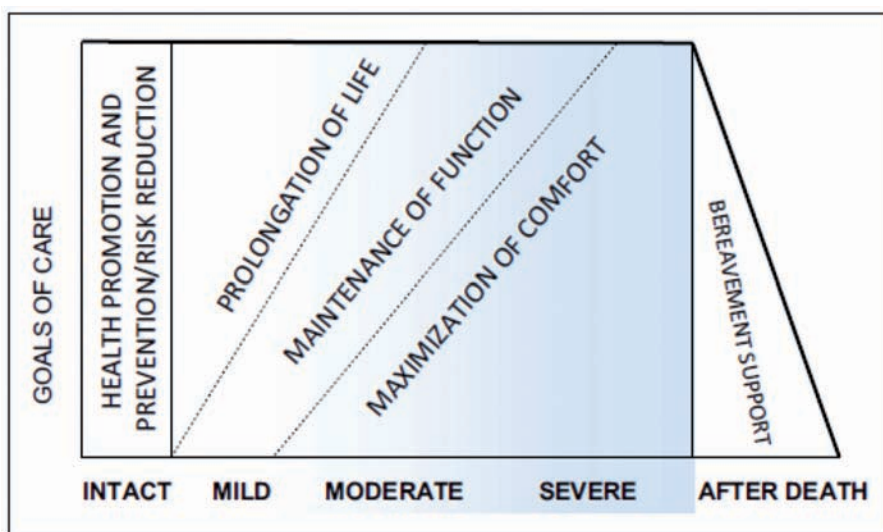 GOALS OF CARE
HEALTH PROMOTION AND
PREVENTION/RISK REDUCTION
PROLONGATION OF LIFE
MAINTENANCE OF FUNCTION
MAXIMIZATION OF COMFORT
BEREAVEMENT SUPPORT
INTACT MILD MODERATE SEVERE AFTER DEATH